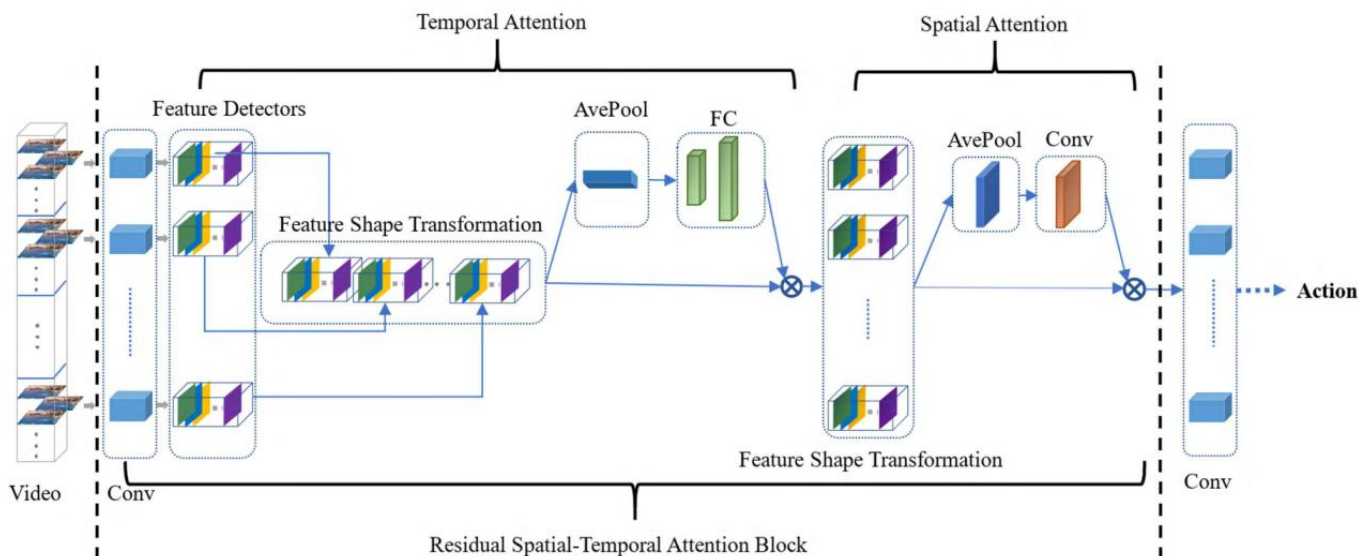 Temporal Attention
Spatial Attention
Feature Detectors
AvePool
FC
AvePool
Conv
Feature Shape Transformation
Action
Feature Shape Transformation
Video
Conv
Conv
Residual Spatial-Temporal Attention Block